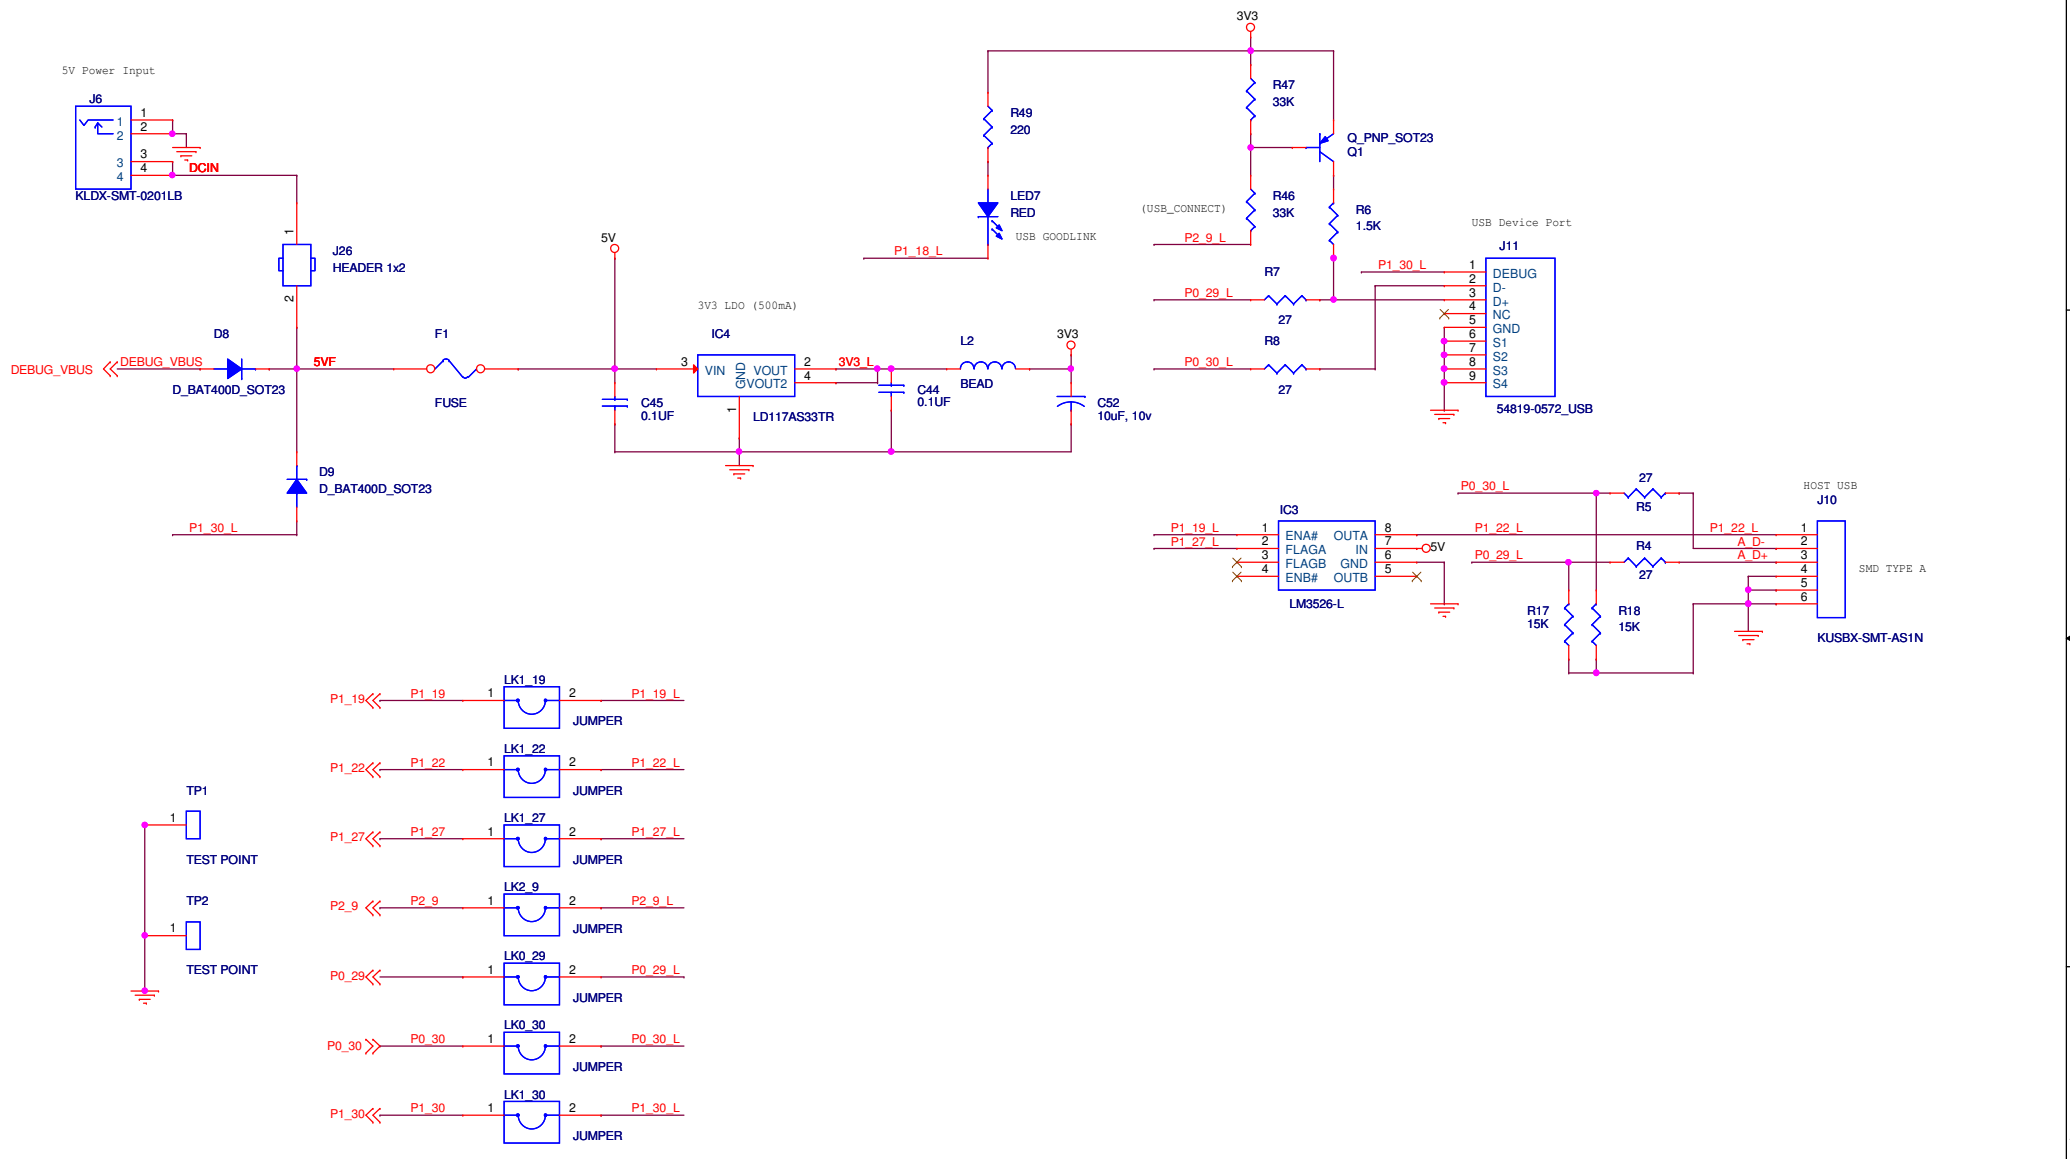 5V Power Input
J6
1
2
3
4
1
2
3
4
DCIN
KLDX-SMT-0201LB
1
J26
HEADER 1x2
2
D8
DEBUG_VBUS
DEBUG_VBUS
D_BAT400D_SOT23
5VF
F1
FUSE
D9
D_BAT400D_SOT23
P1_30_L
5V
C45
0.1UF
3V3 LDO (500mA)
IC4
3
VIN
GND
VOUT
VOUT2
2
4
1
LD117AS33TR
3V3_L
C44
0.1UF
L2
BEAD
3V3
C52
10uF, 10v
3V3
R49
220
LED7
RED
USB GOODLINK
P1_18_L
R47
33K
Q_PNP_SOT23
Q1
(USB_CONNECT)
R46
33K
P2_9_L
R6
1.5K
R7
P0_29_L
27
R8
P0_30_L
27
USB Device Port
J11
P1_30_L
1 DEBUG
2 D-
3 D+
4 NC
5 GND
6 S1
7 S2
8 S3
9 S4
54819-0572_USB
IC3
P1_19_L
P1_27_L
1 ENA# OUTA 8
2 FLAGA IN 7
3 FLAGB GND 6
4 ENB# OUTB 5
LM3526-L
5V
P0_30_L
27
R5
P1_22_L
P1_22_L
P0_29_L
R4
27
A_D-
A_D+
R17
15K
R18
15K
HOST USB
J10
1
2
3
4
5
6
SMD TYPE A
KUSBX-SMT-AS1N
LK1_19
P1_19 P1_19 1 2 P1_19_L
JUMPER
LK1_22
P1_22 P1_22 1 2 P1_22_L
JUMPER
LK1_27
P1_27 P1_27 1 2 P1_27_L
JUMPER
LK2_9
P2_9 P2_9 1 2 P2_9_L
JUMPER
LK0_29
P0_29 1 2 P0_29_L
JUMPER
LK0_30
P0_30 P0_30 1 2 P0_30_L
JUMPER
LK1_30
P1_30 P1_30 1 2 P1_30_L
JUMPER
TP1
1
TEST POINT
TP2
1
TEST POINT